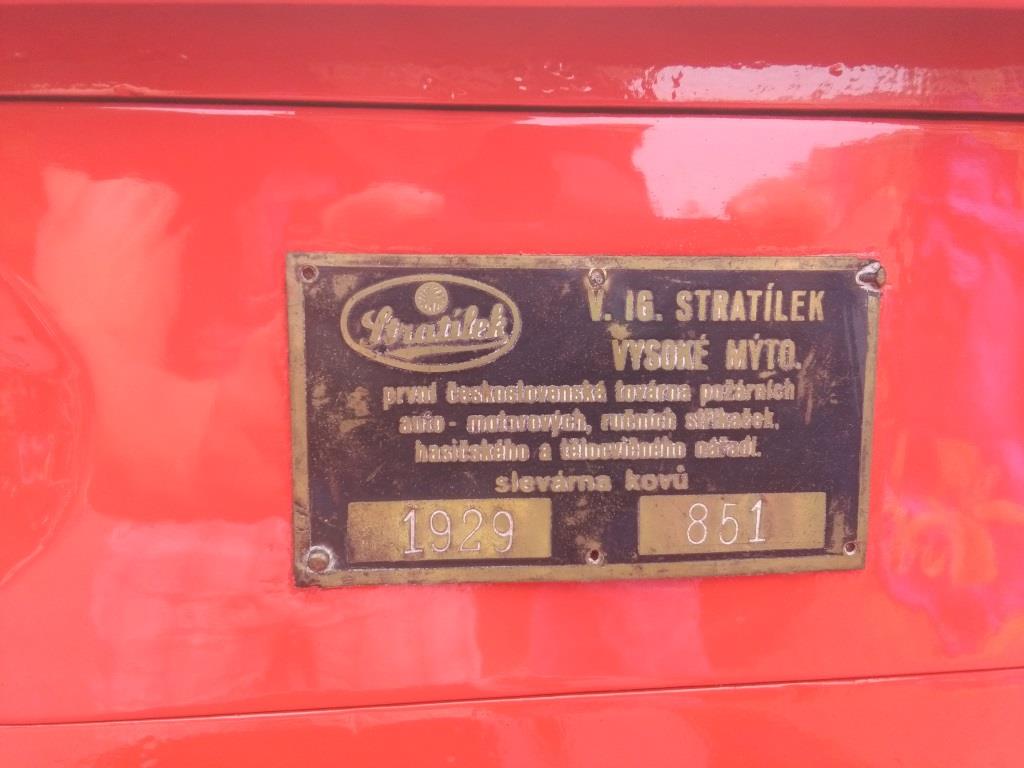 Stratílek
V. IG. STRATÍLEK
VYSOKÉ MÝTO.
první československá továrna požárních
auto - motorových, ručních stříkaček,
hasičského a tělocvičného nářadí.
slevárna kovů
1929
851